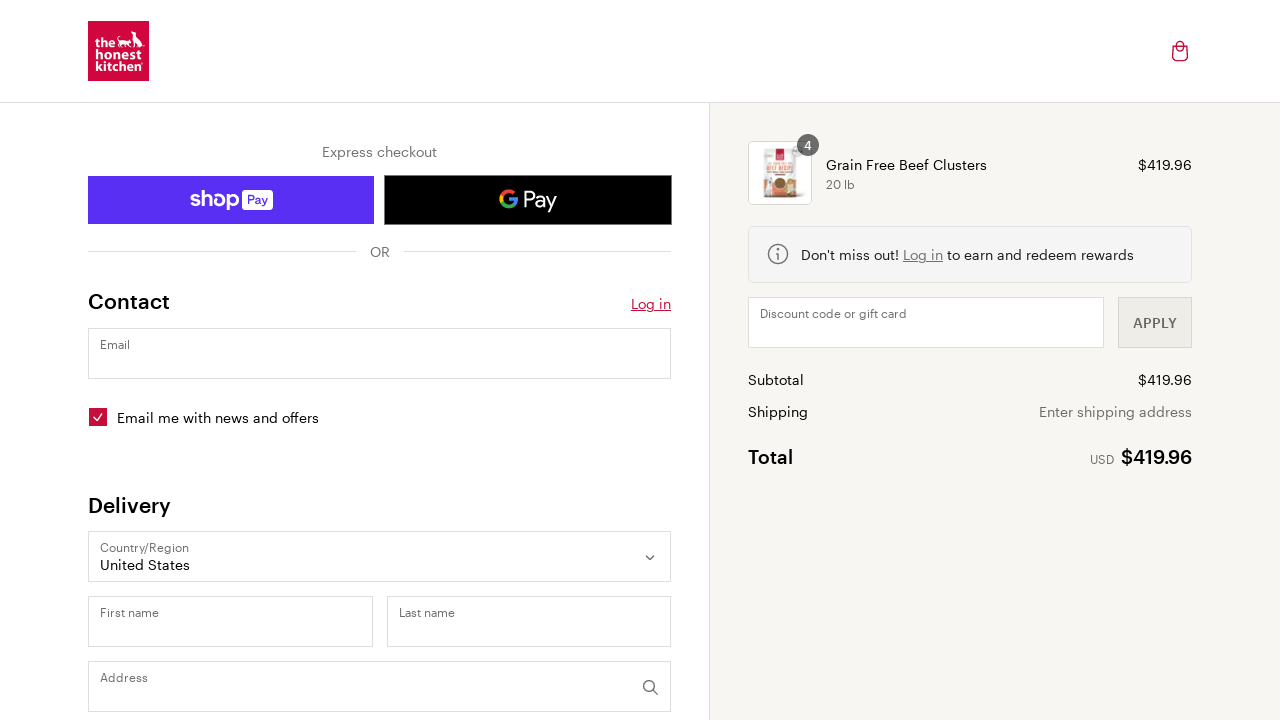 the
honest
kitchen
Express checkout
shop Pay
G Pay
OR
Contact
Log in
Email
Email me with news and offers
Delivery
Country/Region
United States
First name
Last name
Address
4
Grain Free Beef Clusters
$419.96
20 lb
Don't miss out! Log in to earn and redeem rewards
Discount code or gift card
APPLY
Subtotal
$419.96
Shipping
Enter shipping address
Total
USD $419.96